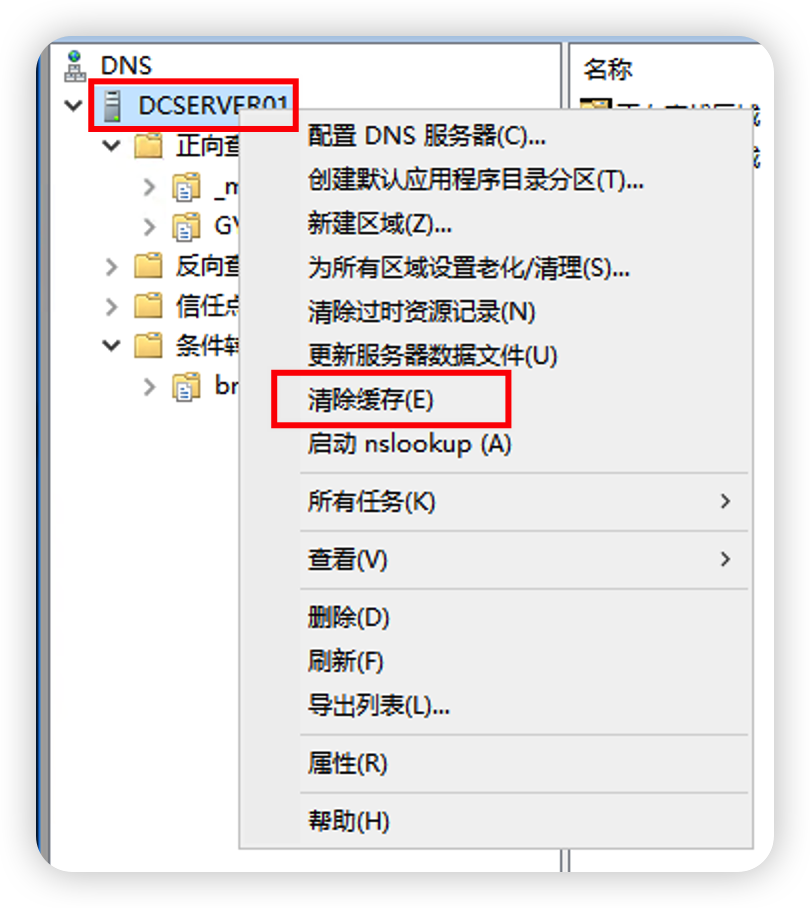 DNS
名称
DCSERVER01
配置 DNS 服务器(C)...
正向查
创建默认应用程序目录分区(T)...
新建区域(Z)...
反向查
为所有区域设置老化/清理(S)...
信任点
清除过时资源记录(N)
条件转
更新服务器数据文件(U)
br
清除缓存(E)
启动 nslookup (A)
所有任务(K)
查看(V)
删除(D)
刷新(F)
导出列表(L)...
属性(R)
帮助(H)